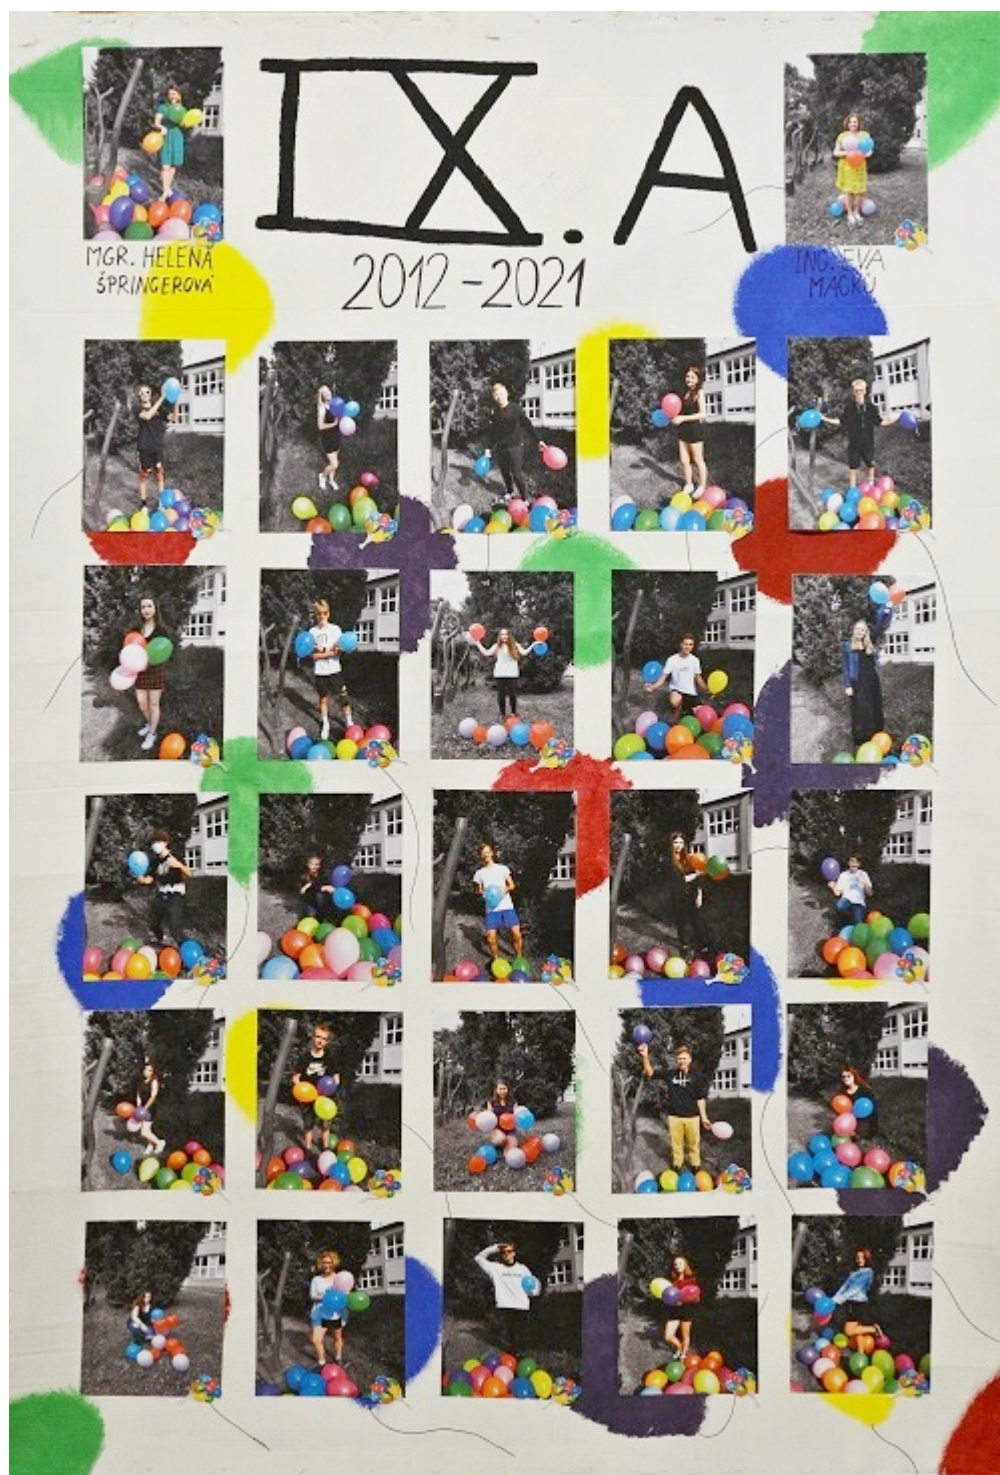 IX. A
2012-2021
MGR. HELENA
ŠPRINGEROVÁ
ING. EVA
MACKŮ